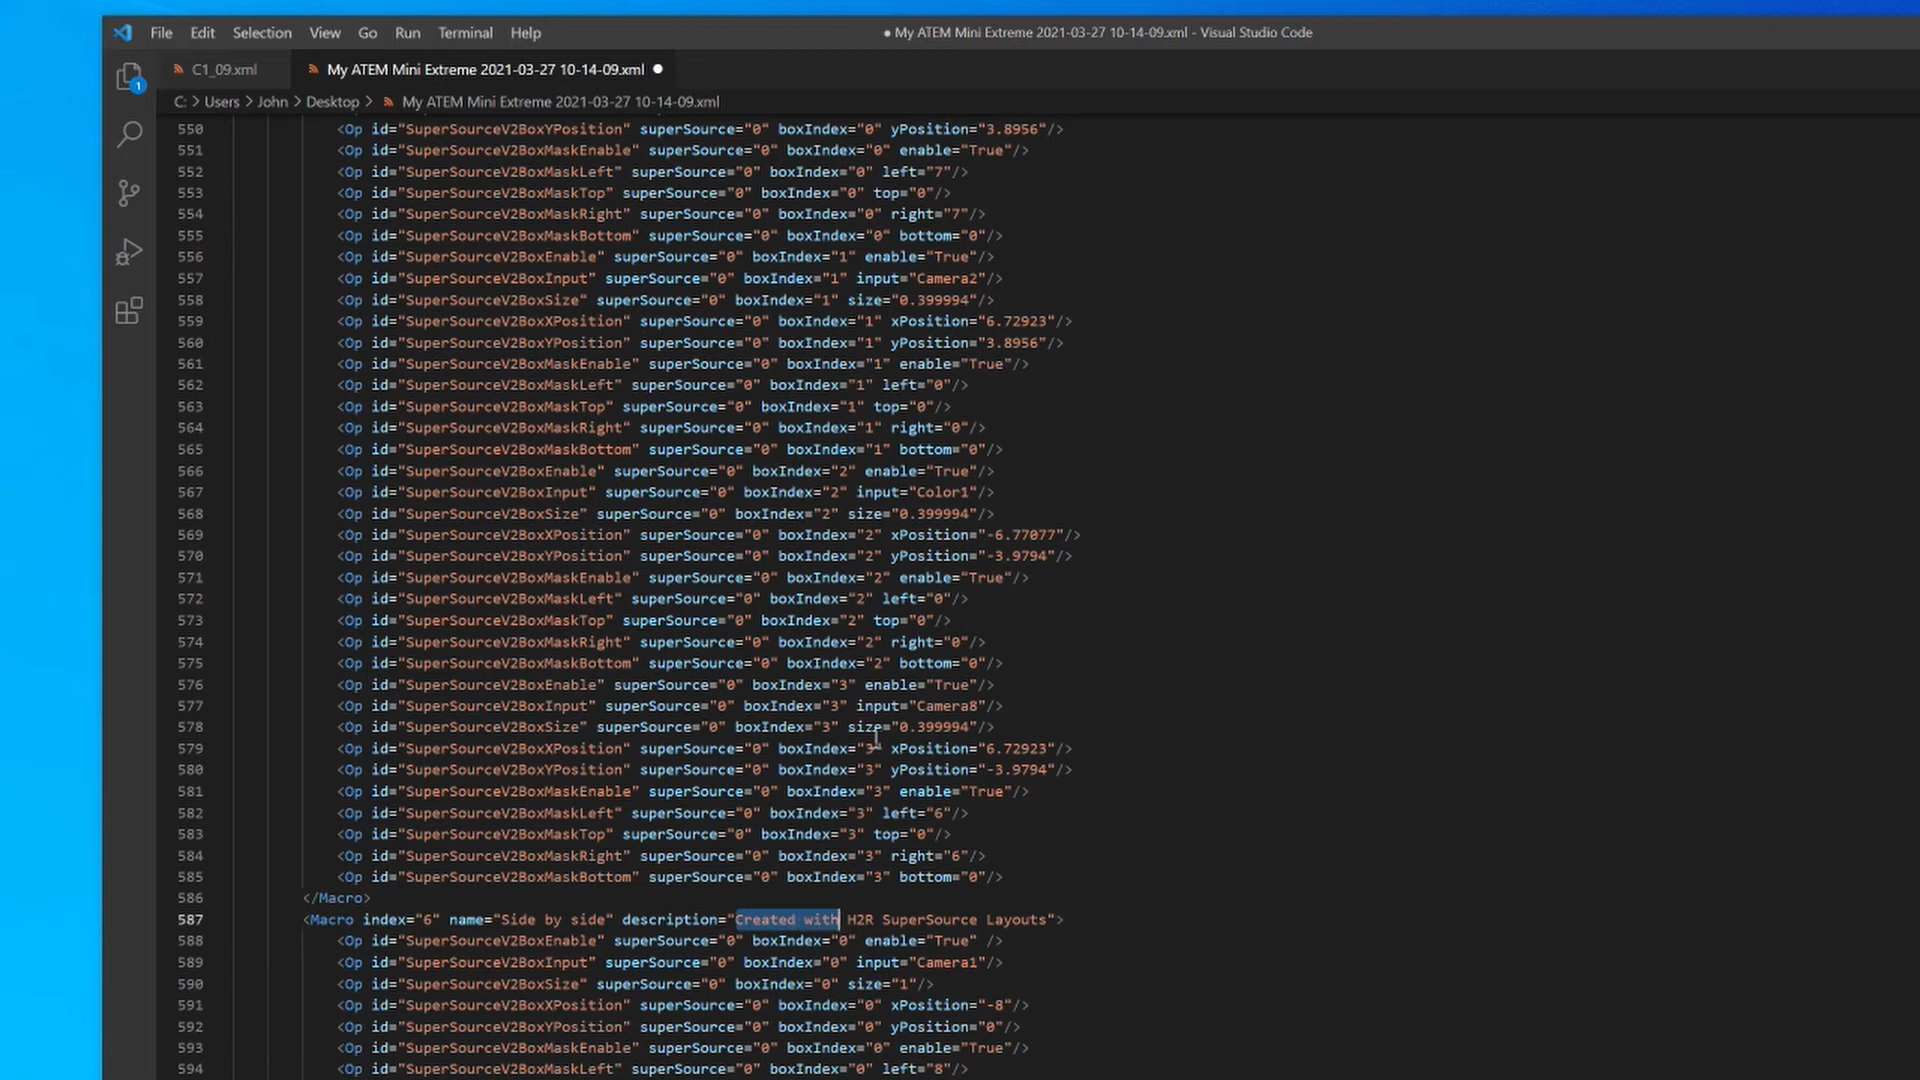 File Edit Selection View Go Run Terminal Help
● My ATEM Mini Extreme 2021-03-27 10-14-09.xml - Visual Studio Code
1
C1_09.xml
My ATEM Mini Extreme 2021-03-27 10-14-09.xml ●
C: > Users > John > Desktop > My ATEM Mini Extreme 2021-03-27 10-14-09.xml
550 <Op id="SuperSourceV2BoxYPosition" superSource="0" boxIndex="0" yPosition="3.8956"/>
551 <Op id="SuperSourceV2BoxMaskEnable" superSource="0" boxIndex="0" enable="True"/>
552 <Op id="SuperSourceV2BoxMaskLeft" superSource="0" boxIndex="0" left="7"/>
553 <Op id="SuperSourceV2BoxMaskTop" superSource="0" boxIndex="0" top="0"/>
554 <Op id="SuperSourceV2BoxMaskRight" superSource="0" boxIndex="0" right="7"/>
555 <Op id="SuperSourceV2BoxMaskBottom" superSource="0" boxIndex="0" bottom="0"/>
556 <Op id="SuperSourceV2BoxEnable" superSource="0" boxIndex="1" enable="True"/>
557 <Op id="SuperSourceV2BoxInput" superSource="0" boxIndex="1" input="Camera2"/>
558 <Op id="SuperSourceV2BoxSize" superSource="0" boxIndex="1" size="0.399994"/>
559 <Op id="SuperSourceV2BoxXPosition" superSource="0" boxIndex="1" xPosition="6.72923"/>
560 <Op id="SuperSourceV2BoxYPosition" superSource="0" boxIndex="1" yPosition="3.8956"/>
561 <Op id="SuperSourceV2BoxMaskEnable" superSource="0" boxIndex="1" enable="True"/>
562 <Op id="SuperSourceV2BoxMaskLeft" superSource="0" boxIndex="1" left="0"/>
563 <Op id="SuperSourceV2BoxMaskTop" superSource="0" boxIndex="1" top="0"/>
564 <Op id="SuperSourceV2BoxMaskRight" superSource="0" boxIndex="1" right="0"/>
565 <Op id="SuperSourceV2BoxMaskBottom" superSource="0" boxIndex="1" bottom="0"/>
566 <Op id="SuperSourceV2BoxEnable" superSource="0" boxIndex="2" enable="True"/>
567 <Op id="SuperSourceV2BoxInput" superSource="0" boxIndex="2" input="Color1"/>
568 <Op id="SuperSourceV2BoxSize" superSource="0" boxIndex="2" size="0.399994"/>
569 <Op id="SuperSourceV2BoxXPosition" superSource="0" boxIndex="2" xPosition="-6.77077"/>
570 <Op id="SuperSourceV2BoxYPosition" superSource="0" boxIndex="2" yPosition="-3.9794"/>
571 <Op id="SuperSourceV2BoxMaskEnable" superSource="0" boxIndex="2" enable="True"/>
572 <Op id="SuperSourceV2BoxMaskLeft" superSource="0" boxIndex="2" left="0"/>
573 <Op id="SuperSourceV2BoxMaskTop" superSource="0" boxIndex="2" top="0"/>
574 <Op id="SuperSourceV2BoxMaskRight" superSource="0" boxIndex="2" right="0"/>
575 <Op id="SuperSourceV2BoxMaskBottom" superSource="0" boxIndex="2" bottom="0"/>
576 <Op id="SuperSourceV2BoxEnable" superSource="0" boxIndex="3" enable="True"/>
577 <Op id="SuperSourceV2BoxInput" superSource="0" boxIndex="3" input="Camera8"/>
578 <Op id="SuperSourceV2BoxSize" superSource="0" boxIndex="3" size="0.399994"/>
579 <Op id="SuperSourceV2BoxXPosition" superSource="0" boxIndex="3" xPosition="6.72923"/>
580 <Op id="SuperSourceV2BoxYPosition" superSource="0" boxIndex="3" yPosition="-3.9794"/>
581 <Op id="SuperSourceV2BoxMaskEnable" superSource="0" boxIndex="3" enable="True"/>
582 <Op id="SuperSourceV2BoxMaskLeft" superSource="0" boxIndex="3" left="6"/>
583 <Op id="SuperSourceV2BoxMaskTop" superSource="0" boxIndex="3" top="0"/>
584 <Op id="SuperSourceV2BoxMaskRight" superSource="0" boxIndex="3" right="6"/>
585 <Op id="SuperSourceV2BoxMaskBottom" superSource="0" boxIndex="3" bottom="0"/>
586 </Macro>
587 <Macro index="6" name="Side by side" description="Created with H2R SuperSource Layouts">
588 <Op id="SuperSourceV2BoxEnable" superSource="0" boxIndex="0" enable="True" />
589 <Op id="SuperSourceV2BoxInput" superSource="0" boxIndex="0" input="Camera1"/>
590 <Op id="SuperSourceV2BoxSize" superSource="0" boxIndex="0" size="1"/>
591 <Op id="SuperSourceV2BoxXPosition" superSource="0" boxIndex="0" xPosition="-8"/>
592 <Op id="SuperSourceV2BoxYPosition" superSource="0" boxIndex="0" yPosition="0"/>
593 <Op id="SuperSourceV2BoxMaskEnable" superSource="0" boxIndex="0" enable="True"/>
594 <Op id="SuperSourceV2BoxMaskLeft" superSource="0" boxIndex="0" left="8"/>